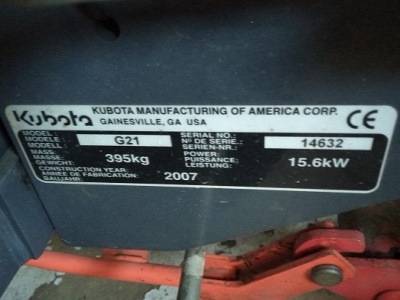 Kubota KUBOTA MANUFACTURING OF AMERICA CORP.
GAINESVILLE, GA USA CE
MODEL:
MODELE:
MODELL:
G21
SERIAL NO.:
Nº DE SERIE:
SERIEN-NR.:
14632
MASS:
MASSE:
GEWICHT:
395kg
POWER:
PUISSANCE:
LEISTUNG:
15.6kW
CONSTRUCTION YEAR:
ANNEE DE FABRICATION:
BAUJAHR:
2007